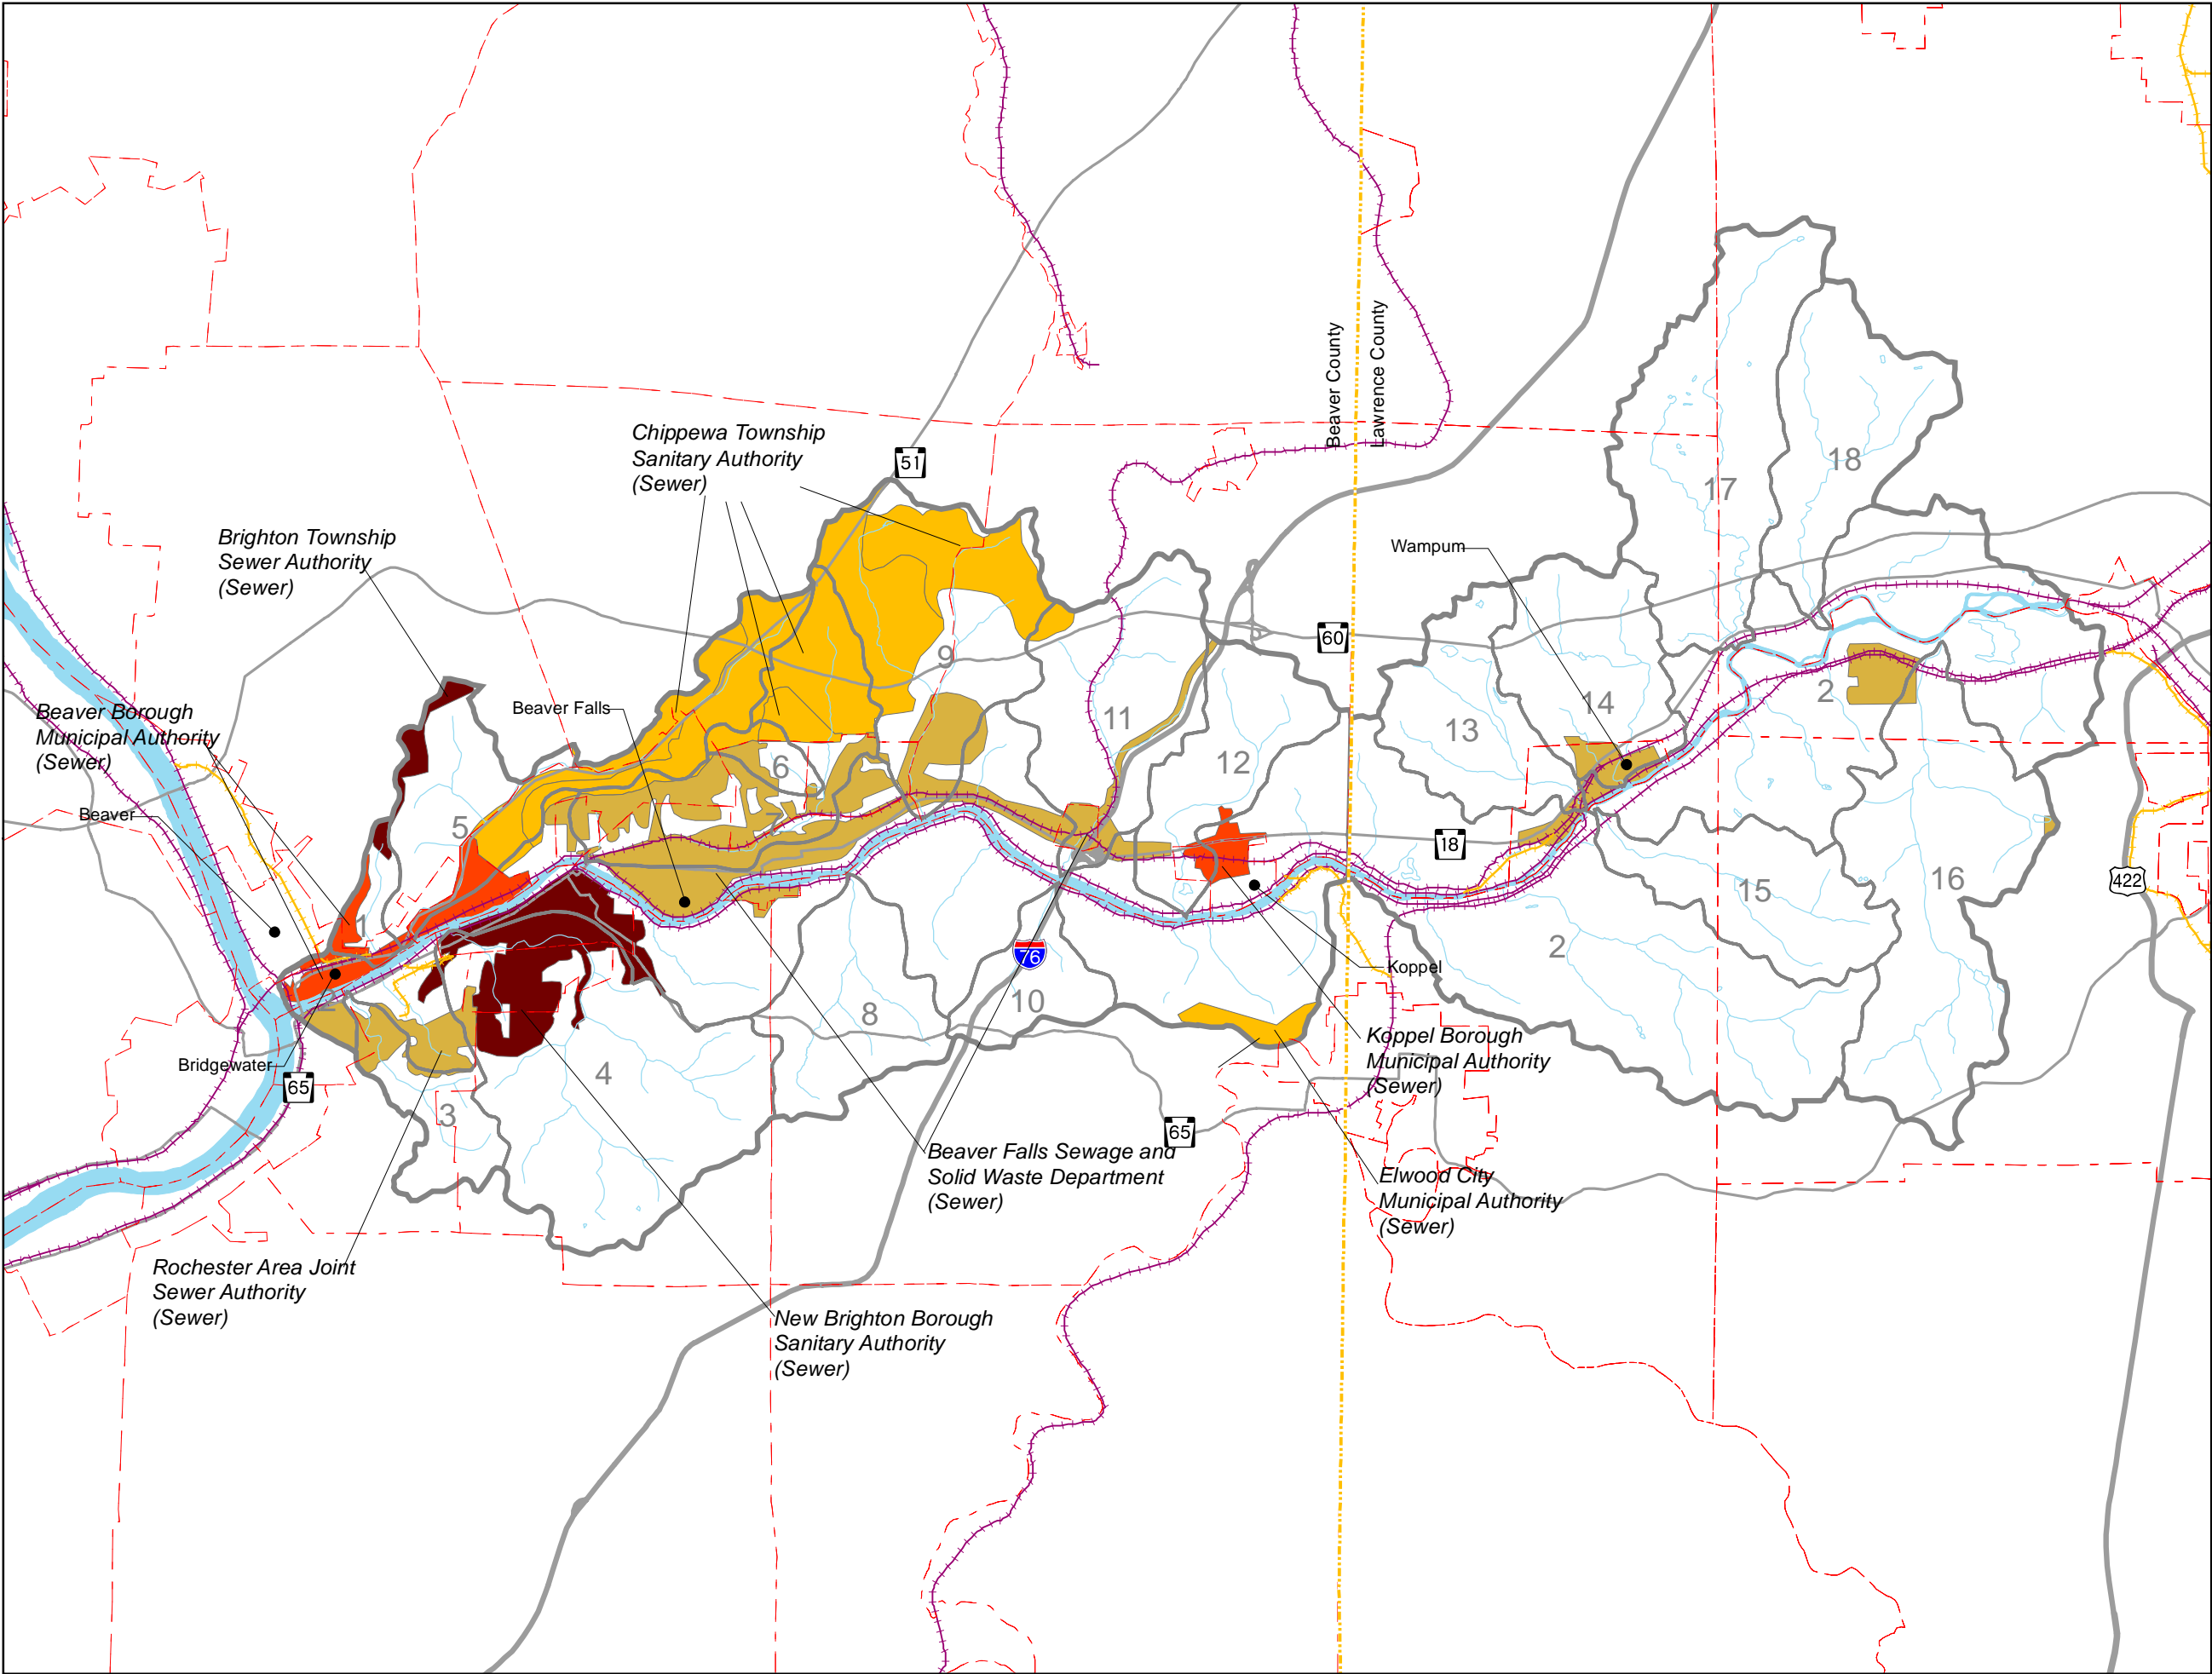 Beaver County
Lawrence County
Chippewa Township
Sanitary Authority
(Sewer)
51
18
17
Brighton Township
Sewer Authority
(Sewer)
Wampum
60
9
Beaver Borough
Municipal Authority
(Sewer)
Beaver Falls
11
14
2
13
6
12
Beaver
5
7
18
422
16
15
1
2
76
Koppel
2
10
8
Koppel Borough
Municipal Authority
(Sewer)
Bridgewater
65
4
3
65
Beaver Falls Sewage and
Solid Waste Department
(Sewer)
Elwood City
Municipal Authority
(Sewer)
Rochester Area Joint
Sewer Authority
(Sewer)
New Brighton Borough
Sanitary Authority
(Sewer)